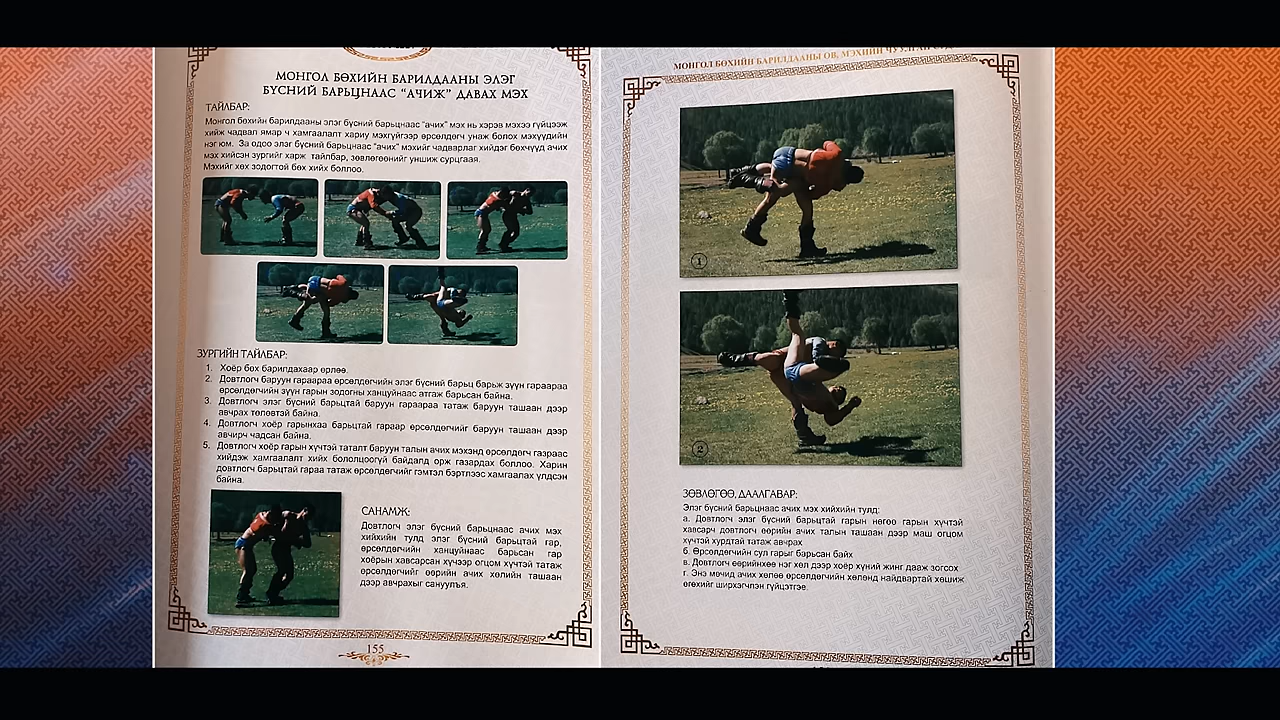 МОНГОЛ БӨХИЙН БАРИЛДААНЫ ЭЛЭГ
БҮСНИЙ БАРЬЦНААС “АЧИЖ” ДАВАХ МЭХ
ТАЙЛБАР:
Монгол бөхийн барилдааны элэг бүсний барьцнаас “ачих” мэх нь хэрэв мэхээ гүйцээж
хийж чадвал ямар ч хамгаалалт хариу мэхгүйгээр өрсөлдөгч унаж болох мэхүүдийн
нэг юм. За одоо элэг бүсний барьцнаас “ачих” мэхийг чадварлаг хийдэг бөхчүүд ачих
мэх хийсэн зургийг харж тайлбар, зөвлөгөөнийг уншиж сурцгаая.
Мэхийг хөх зодогтой бөх хийх боллоо.
ЗУРГИЙН ТАЙЛБАР:
1. Хоёр бөх барилдахаар өрлөө.
2. Довтлогч баруун гараараа өрсөлдөгчийн элэг бүсний барьц барьж зүүн гараараа
өрсөлдөгчийн зүүн гарын зодогны ханцуйнаас атгаж барьсан байна.
3. Довтлогч элэг бүсний барьцтай баруун гараараа татаж баруун ташаан дээр
авчрах төлөвтэй байна.
4. Довтлогч хоёр гарынхаа барьцтай гараар өрсөлдөгчийг баруун ташаан дээр
авчирч чадсан байна.
5. Довтлогч хоёр гарын хүчтэй таталт баруун талын ачих мэхэнд өрсөлдөгч газраас
хийдэж хамгаалалт хийх бололцоогүй байдалд орж газардах боллоо. Харин
довтлогч барьцтай гараа татаж өрсөлдөгчийг гэмтэл бэртлээс хамгаалах үлдсэн
байна.
САНАМЖ:
Довтлогч элэг бүсний барьцнаас ачих мэх
хийхийн тулд элэг бүсний барьцтай гар,
өрсөлдөгчийн ханцуйнаас барьсан гар
хоёрын хавсарсан хүчээр огцом хүчтэй татаж
өрсөлдөгчийг өөрийн ачих хөлийн ташаан
дээр авчрахыг сануулъя.
155
МОНГОЛ БӨХИЙН БАРИЛДААНЫ ОВ, МЭХИЙН ЧУУЛГАН
1
2
ЗӨВЛӨГӨӨ, ДААЛГАВАР:
Элэг бүсний барьцнаас ачих мэх хийхийн тулд:
а. Довтлогч элэг бүсний барьцтай гарын нөгөө гарын хүчтэй
хавсарч довтлогч өөрийн ачих талын ташаан дээр маш огцом
хүчтэй хурдтай татаж авчрах
б. Өрсөлдөгчийн сул гарыг барьсан байх
в. Довтлогч өөрийнхөө нэг хөл дээр хоёр хүний жинг дааж зогсох
г. Энэ мөчид ачих хөлөө өрсөлдөгчийн хөлөнд найдвартай хөшиж
өгөхийг ширхэгчлэн гүйцэтгэе.